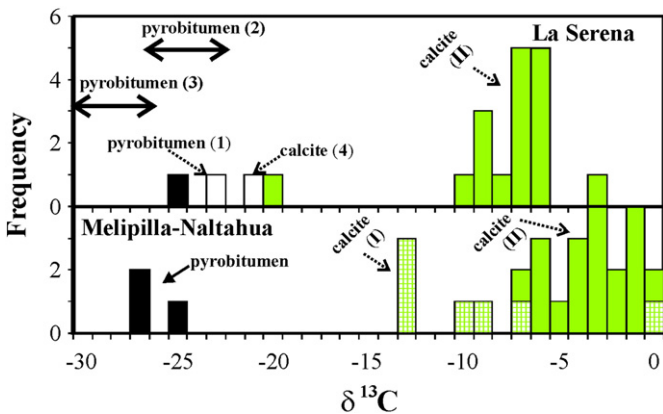 6
pyrobitumen (2)
La Serena
pyrobitumen (3)
calcite
(II)
4
2
pyrobitumen (1)
calcite (4)
0
Frequency
Melipilla-Naltahua
pyrobitumen
calcite
(I)
calcite
(II)
2
0
-30 -25 -20 -15 -10 -5 0
δ 13C